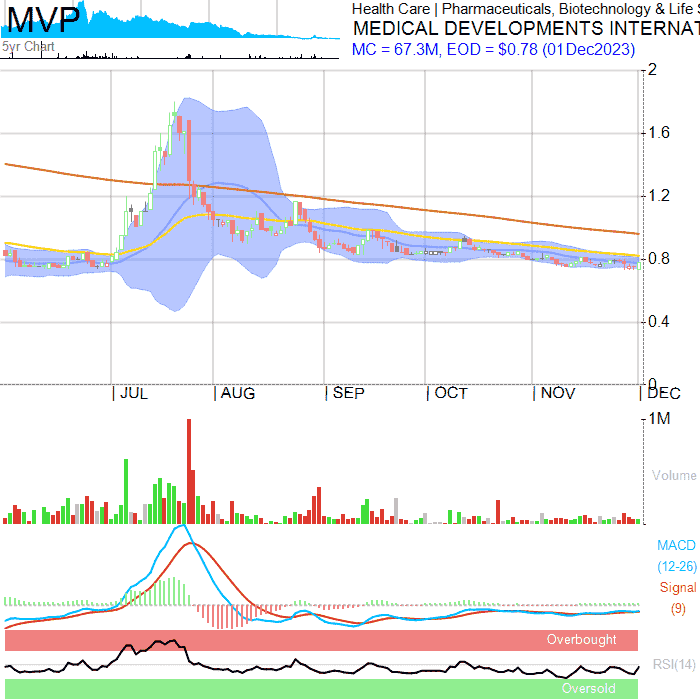 MVP
5yr Chart
Health Care | Pharmaceuticals, Biotechnology & Life S
MEDICAL DEVELOPMENTS INTERNAT
MC = 67.3M, EOD = $0.78 (01Dec2023)
2
1.6
1.2
0.8
0.4
0
JUL AUG SEP OCT NOV DEC
1M
Volume
MACD
(12-26)
Signal
(9)
Overbought
RSI(14)
Oversold